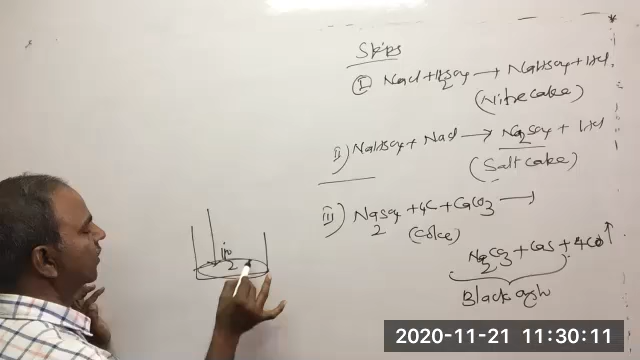 Steps
I) NaCl + H2SO4 → NaHSO4 + HCl
(Nitre cake)
II) NaHSO4 + NaCl → Na2SO4 + HCl
(Salt cake)
III) Na2SO4 + 4C + CaCO3 →
(Coke)
Na2CO3 + CaS + 4CO↑
Black ash
2020-11-21 11:30:11